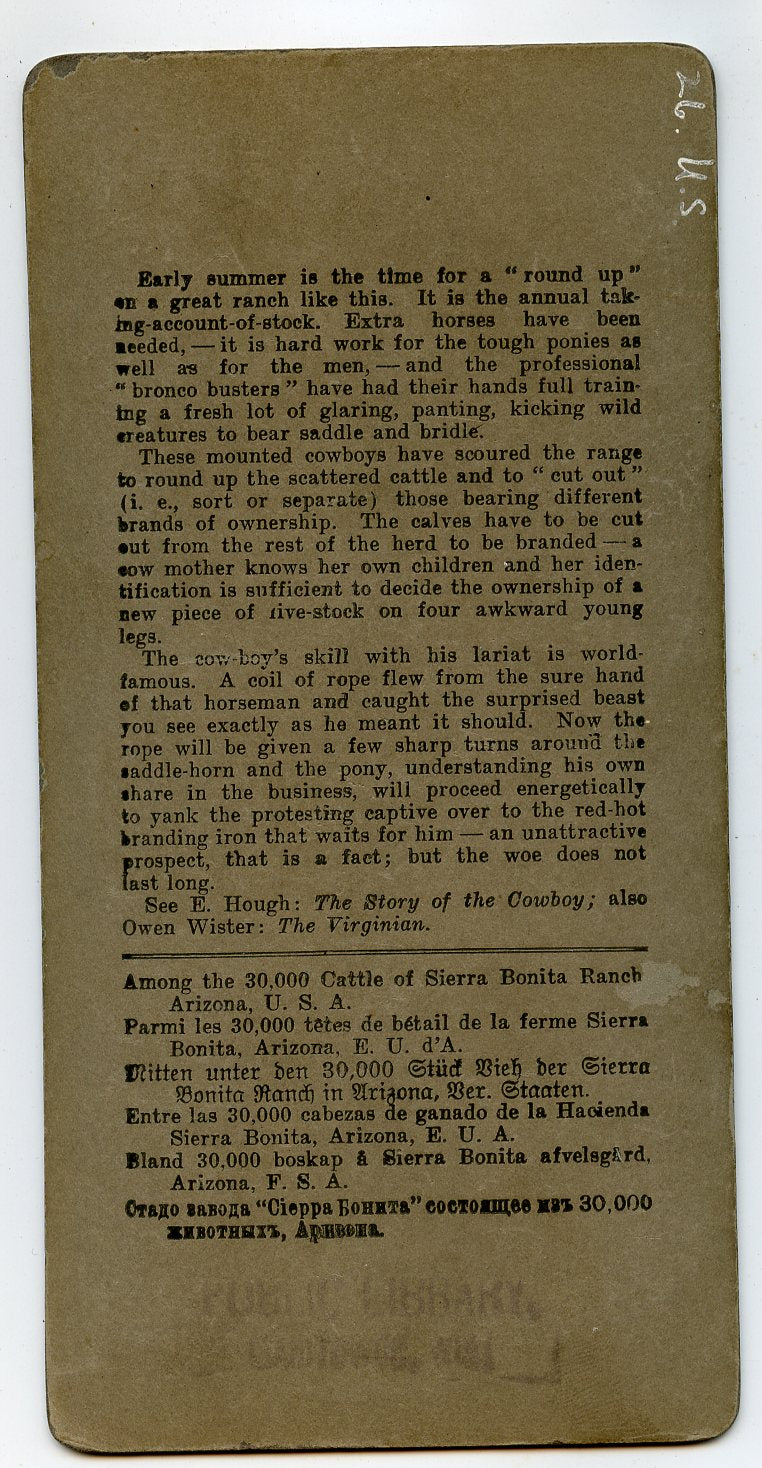 26. U.S.
Early summer is the time for a “round up”
on a great ranch like this. It is the annual tak-
ing-account-of-stock. Extra horses have been
needed, — it is hard work for the tough ponies as
well as for the men, — and the professional
“bronco busters” have had their hands full train-
ing a fresh lot of glaring, panting, kicking wild
creatures to bear saddle and bridle.
These mounted cowboys have scoured the range
to round up the scattered cattle and to “cut out”
(i. e., sort or separate) those bearing different
brands of ownership. The calves have to be cut
out from the rest of the herd to be branded — a
cow mother knows her own children and her iden-
tification is sufficient to decide the ownership of a
new piece of live-stock on four awkward young
legs.
The cow-boy's skill with his lariat is world-
famous. A coil of rope flew from the sure hand
of that horseman and caught the surprised beast
you see exactly as he meant it should. Now the
rope will be given a few sharp turns around the
saddle-horn and the pony, understanding his own
share in the business, will proceed energetically
to yank the protesting captive over to the red-hot
branding iron that waits for him — an unattractive
prospect, that is a fact; but the woe does not
last long.
See E. Hough: The Story of the Cowboy; also
Owen Wister: The Virginian.
Among the 30,000 Cattle of Sierra Bonita Ranch
Arizona, U. S. A.
Parmi les 30,000 têtes de bétail de la ferme Sierra
Bonita, Arizona, E. U. d'A.
Mitten unter den 30,000 Stück Vieh der Sierra
Bonita Ranch in Arizona, Ver. Staaten.
Entre las 30,000 cabezas de ganado de la Hacienda
Sierra Bonita, Arizona, E. U. A.
Bland 30,000 boskap å Sierra Bonita afvelsgård,
Arizona, F. S. A.
Стадо завода “Сіерра Бонита” состоящее изъ 30,000
животныхъ, Аризона.
PUBLIC LIBRARY,